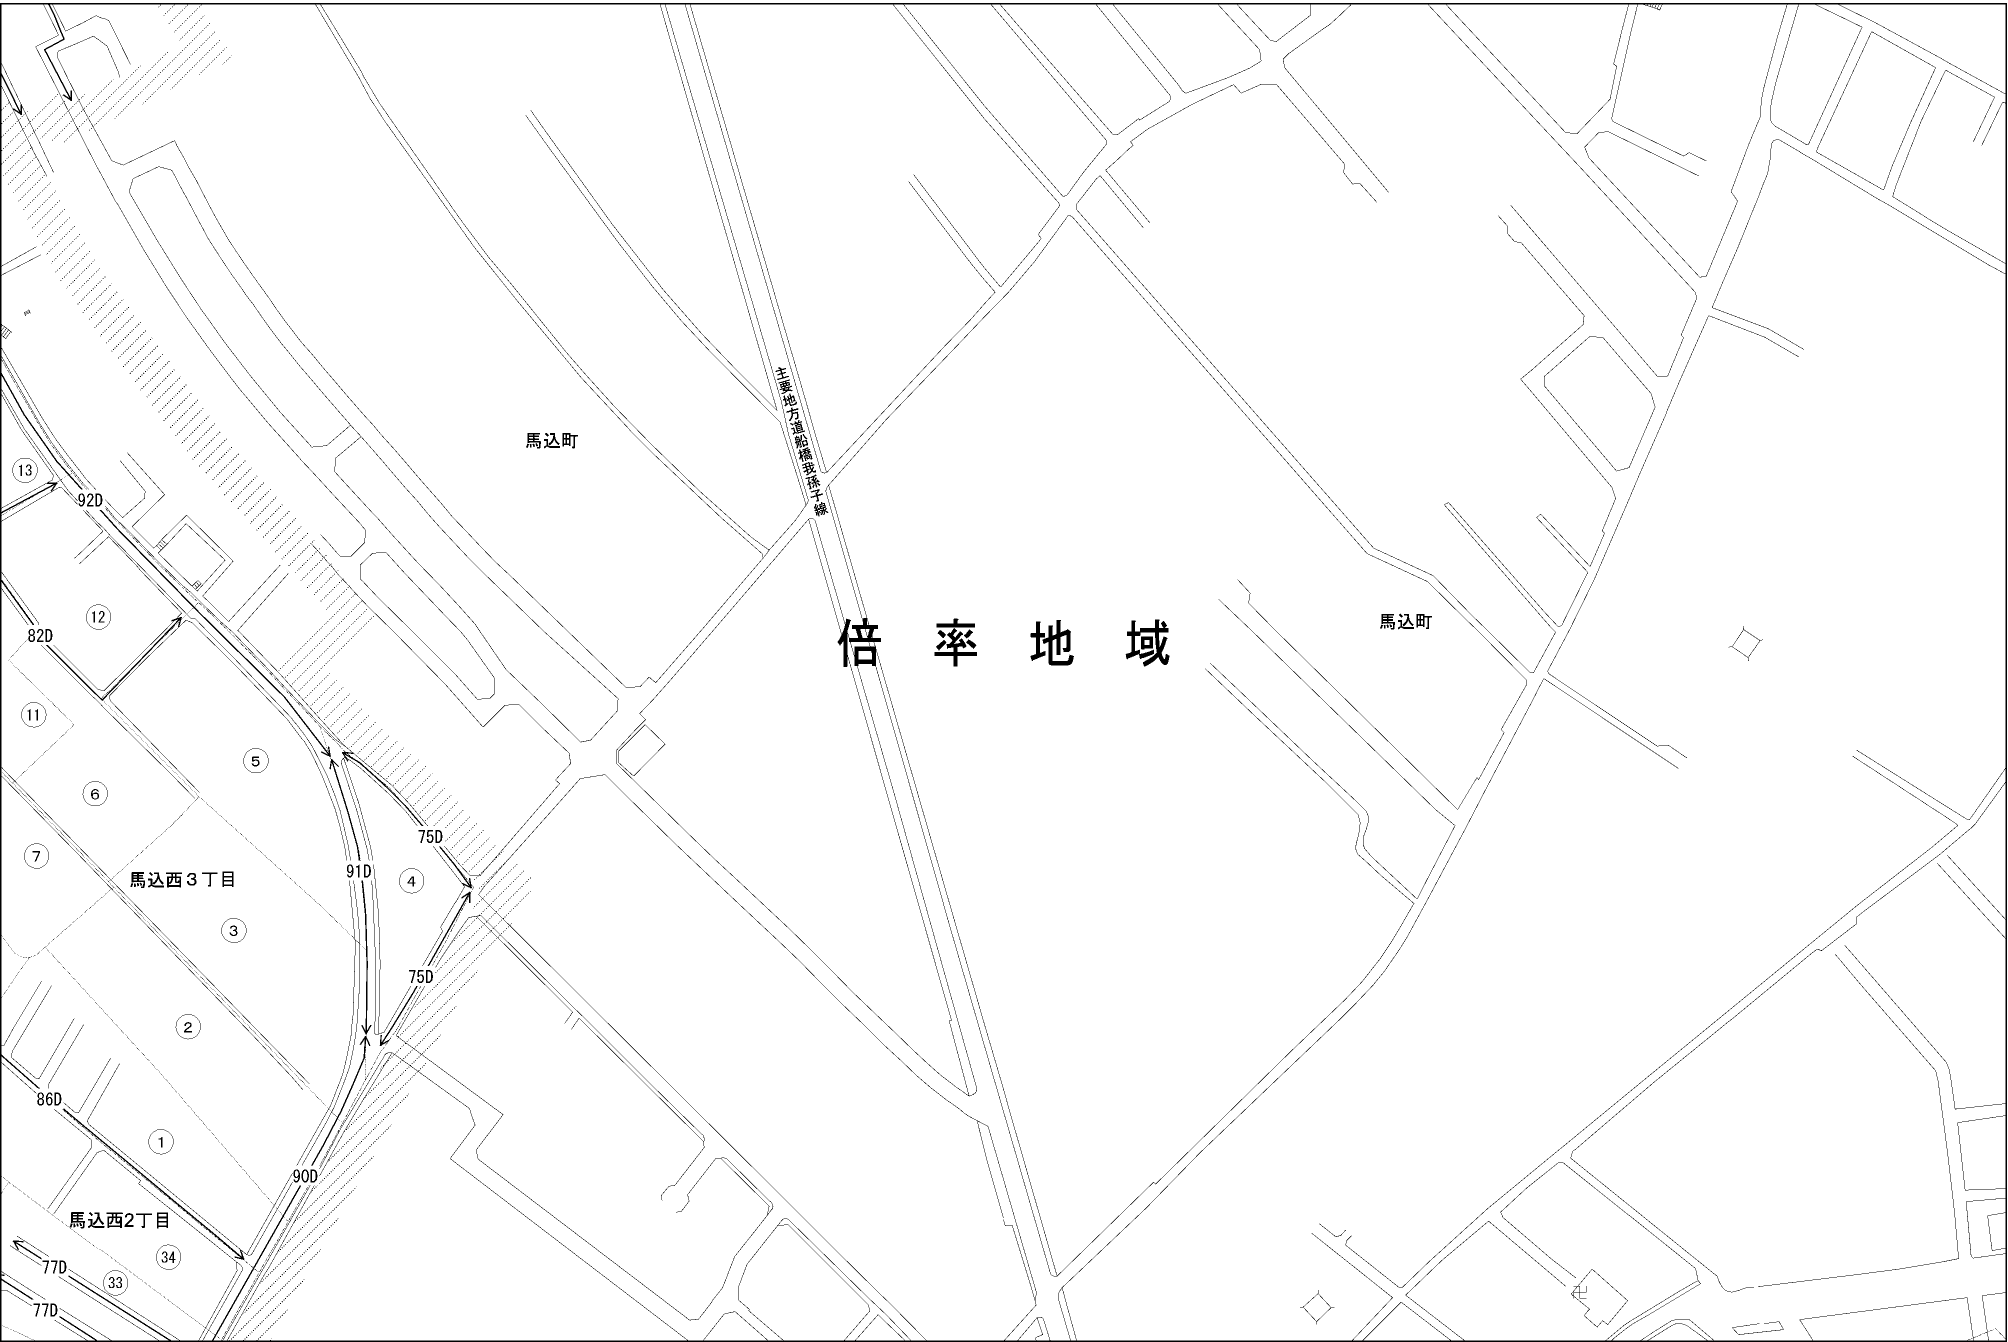 主要地方道船橋我孫子線
馬込町
⑬
92D
⑫
82D
倍率地域
馬込町
⑪
⑤
⑥
75D
⑦
91D
④
馬込西3丁目
③
75D
②
86D
①
90D
馬込西2丁目
㉞
77D
㉝
77D